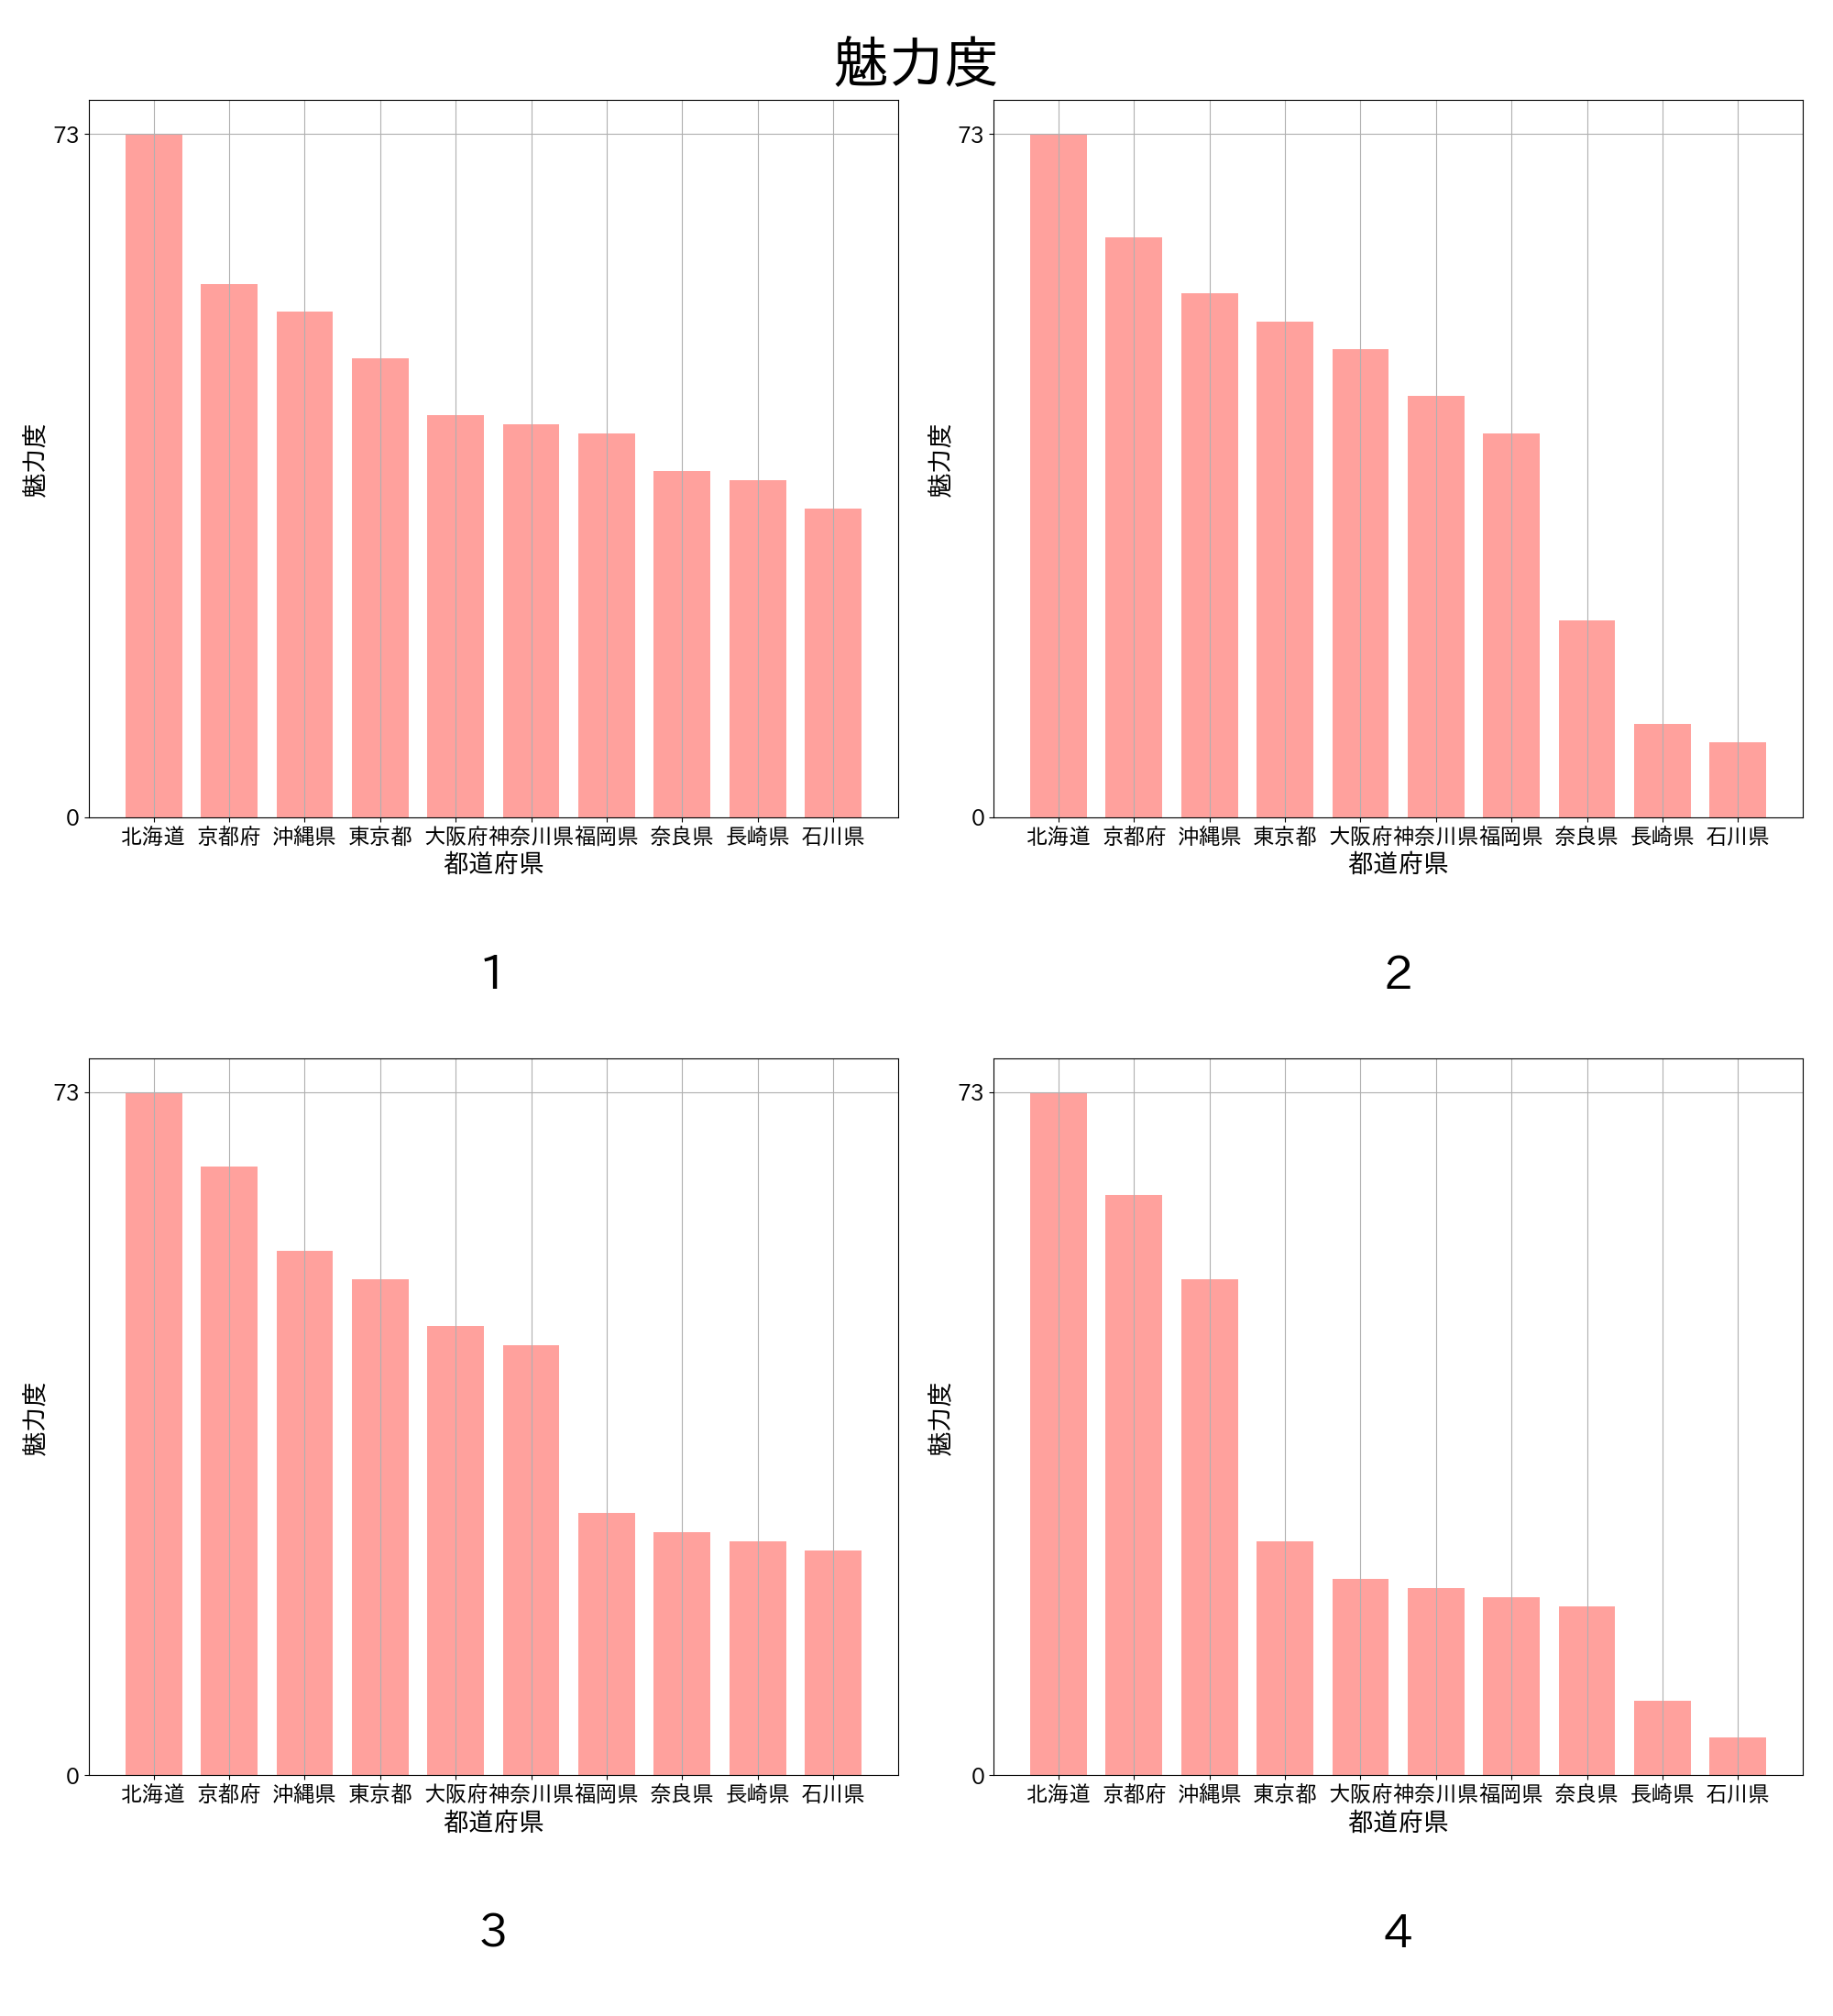 魅力度
73
0
魅力度
北海道 京都府 沖縄県 東京都 大阪府 神奈川県 福岡県 奈良県 長崎県 石川県
都道府県
1
73
0
魅力度
北海道 京都府 沖縄県 東京都 大阪府 神奈川県 福岡県 奈良県 長崎県 石川県
都道府県
2
73
0
魅力度
北海道 京都府 沖縄県 東京都 大阪府 神奈川県 福岡県 奈良県 長崎県 石川県
都道府県
3
73
0
魅力度
北海道 京都府 沖縄県 東京都 大阪府 神奈川県 福岡県 奈良県 長崎県 石川県
都道府県
4